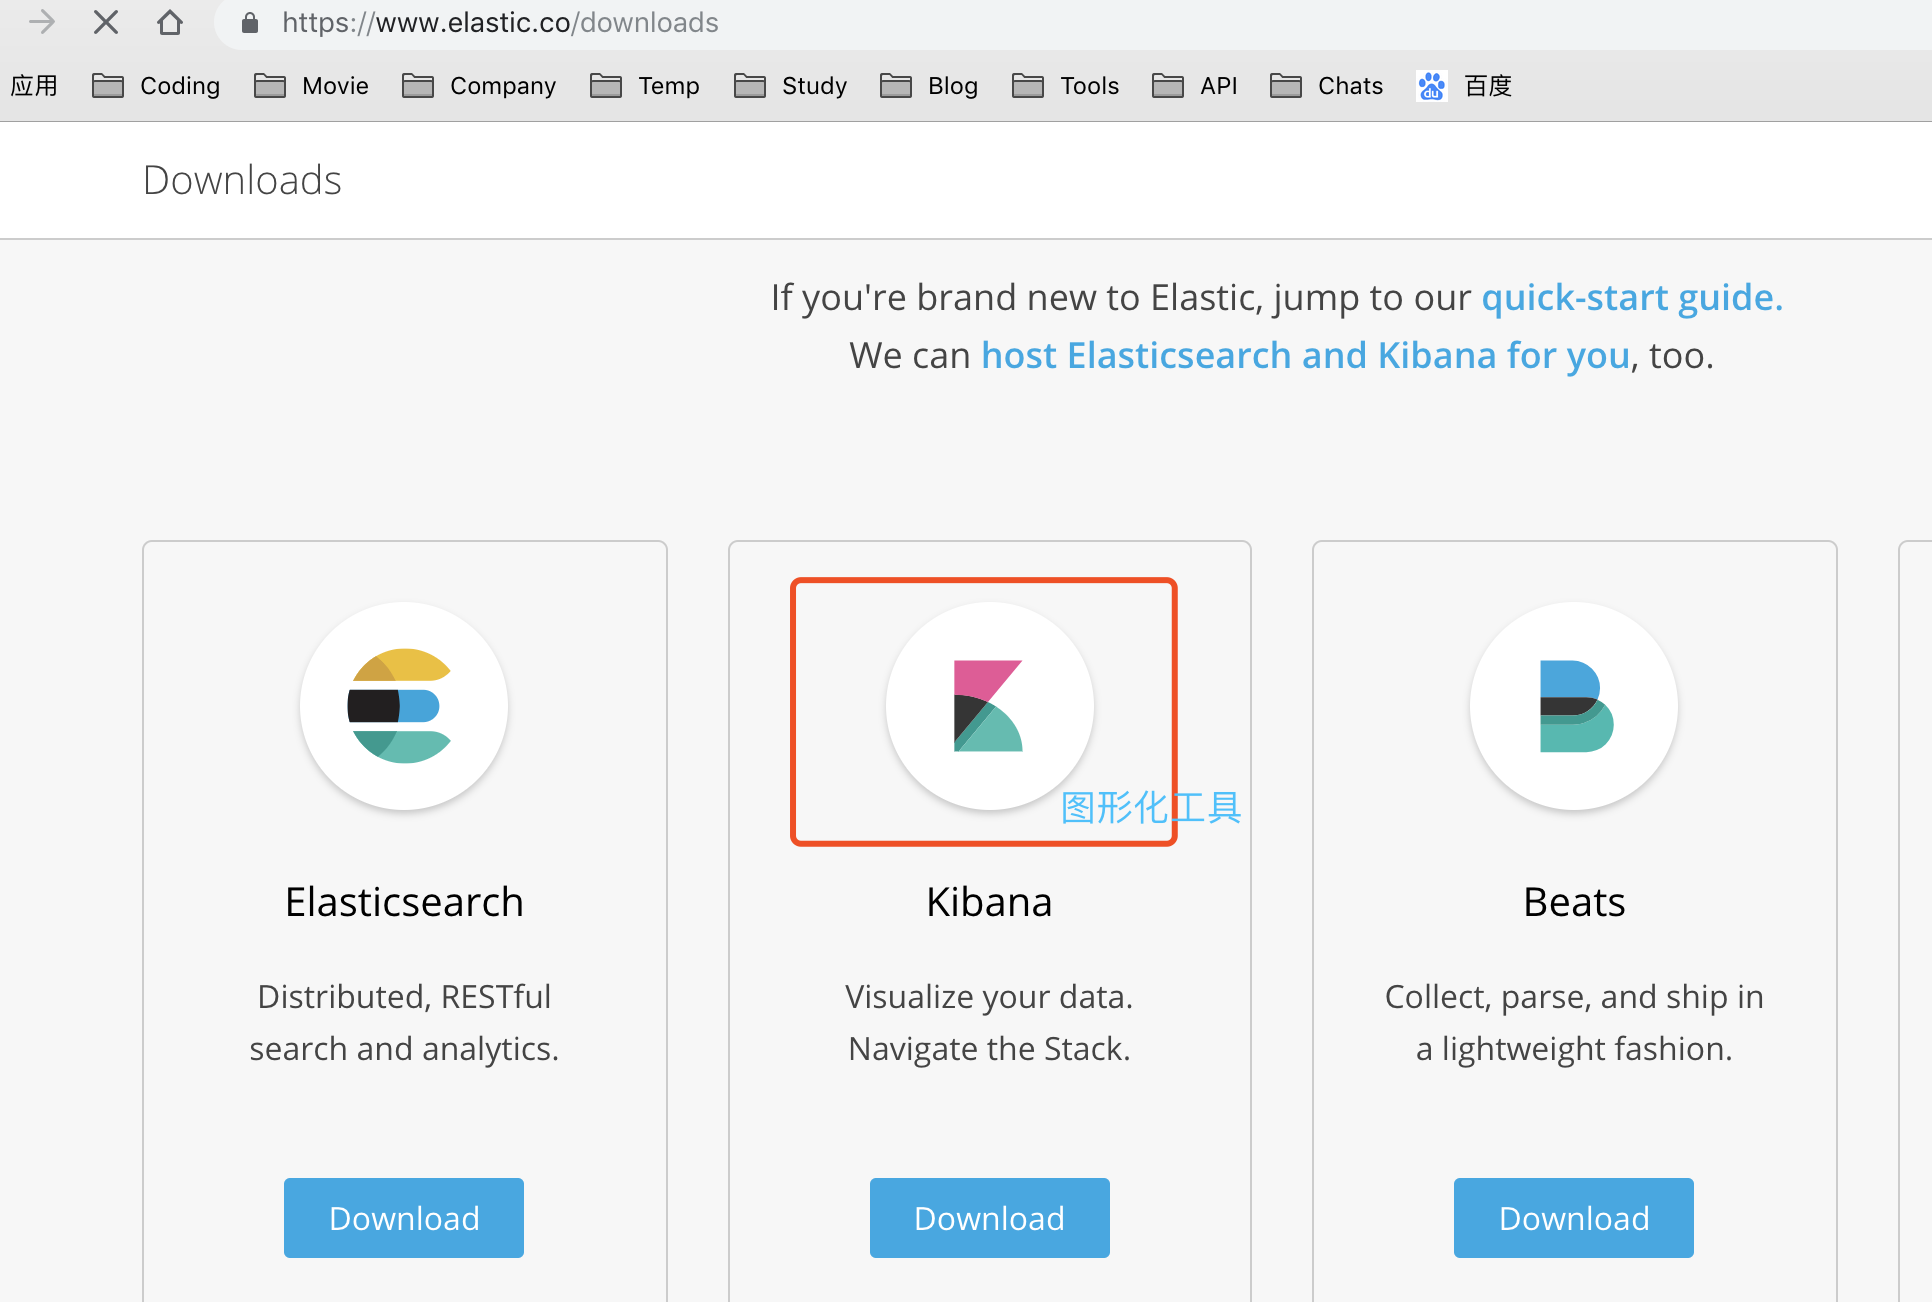 https://www.elastic.co/downloads
应用 Coding Movie Company Temp Study Blog Tools API Chats du 百度
Downloads
If you're brand new to Elastic, jump to our quick-start guide.
We can host Elasticsearch and Kibana for you, too.
图形化工具
Elasticsearch Kibana Beats
Distributed, RESTful Visualize your data. Collect, parse, and ship in
search and analytics. Navigate the Stack. a lightweight fashion.
Download Download Download